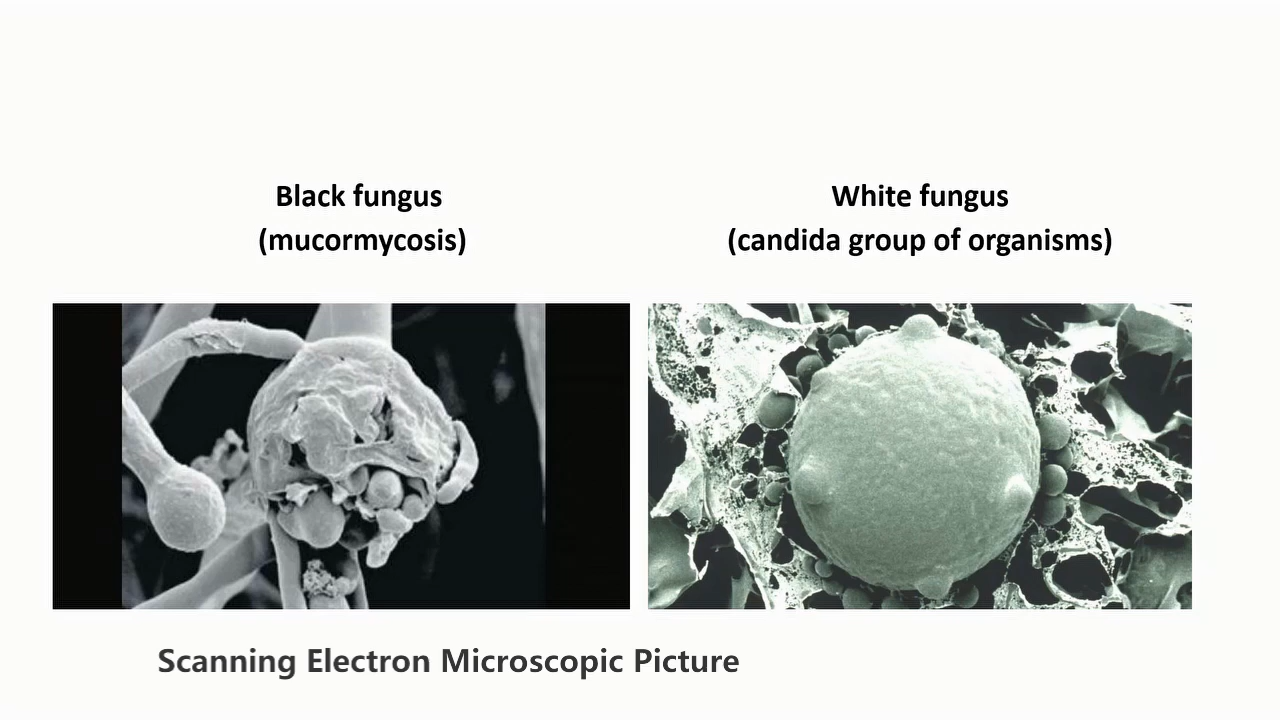 Black fungus
(mucormycosis)
White fungus
(candida group of organisms)
Scanning Electron Microscopic Picture